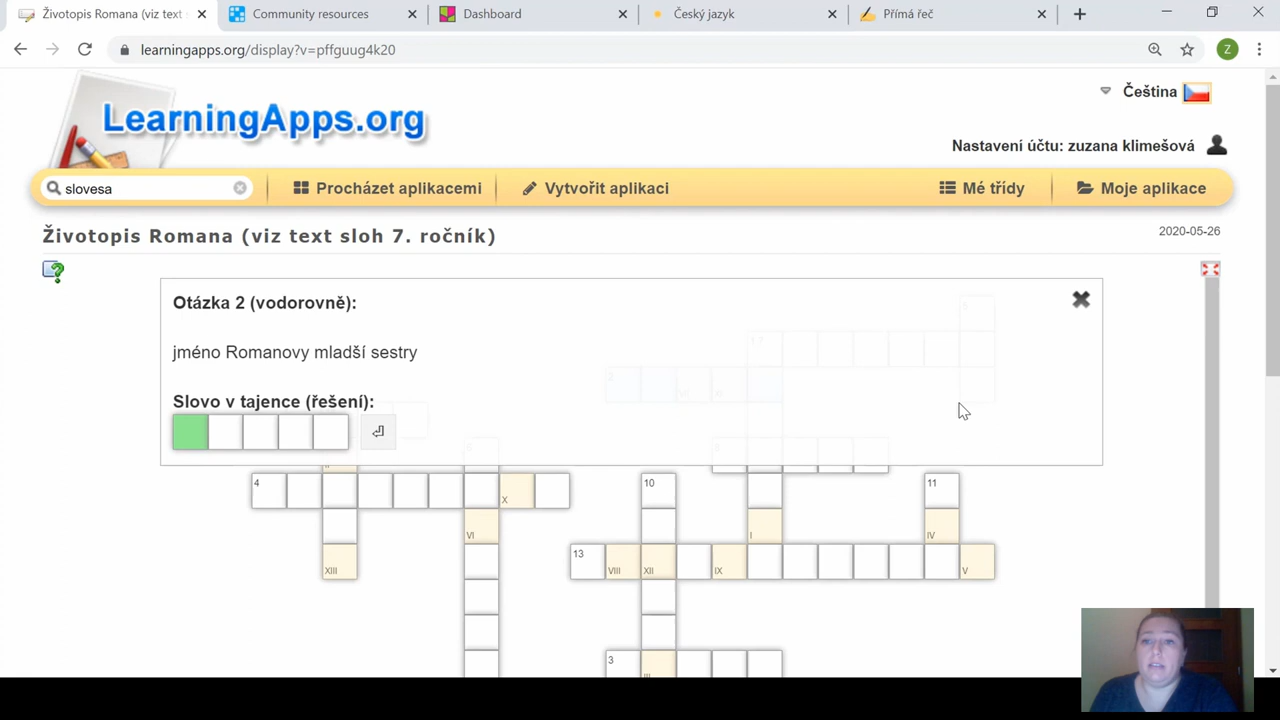 Životopis Romana (viz text
Community resources
Dashboard
Český jazyk
Přímá řeč
learningapps.org/display?v=pffguug4k20
Z
LearningApps.org
Čeština
Nastavení účtu: zuzana klimešová
slovesa
Procházet aplikacemi
Vytvořit aplikaci
Mé třídy
Moje aplikace
Životopis Romana (viz text sloh 7. ročník)
2020-05-26
Otázka 2 (vodorovně):
jméno Romanovy mladší sestry
Slovo v tajence (řešení):
4
X
10
11
VI
I
IV
XIII
13
VIII
XII
IX
V
3
III